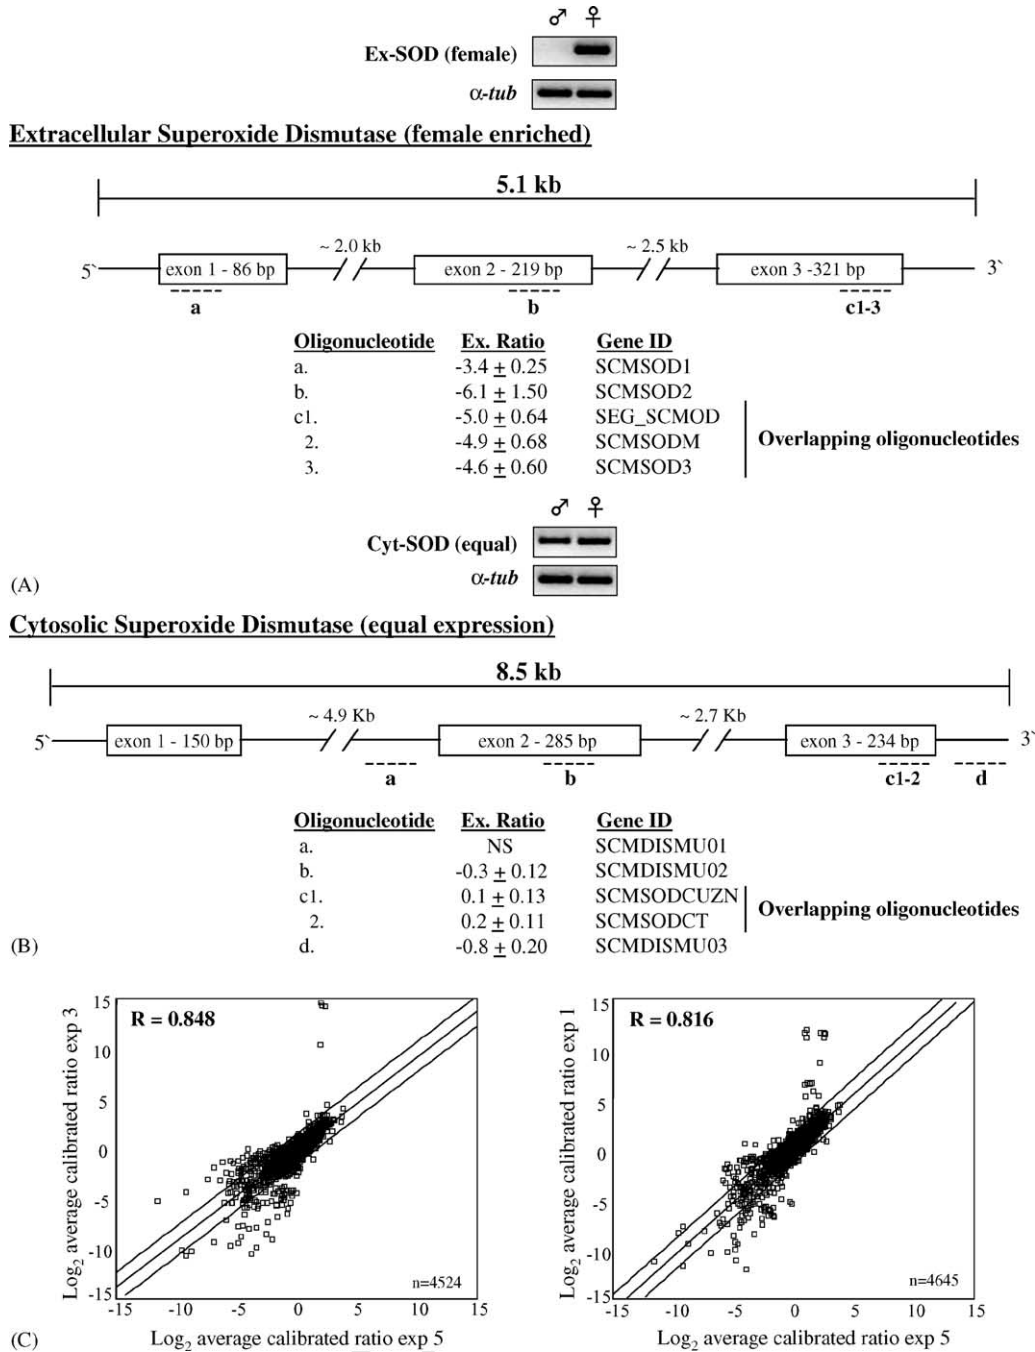 ♂ ♀
Ex-SOD (female)
α-tub
Extracellular Superoxide Dismutase (female enriched)
5.1 kb
~ 2.0 kb ~ 2.5 kb
5` exon 1 - 86 bp exon 2 - 219 bp exon 3 -321 bp 3`
a b c1-3
Oligonucleotide Ex. Ratio Gene ID
a. -3.4 ± 0.25 SCMSOD1
b. -6.1 ± 1.50 SCMSOD2
c1. -5.0 ± 0.64 SEG_SCMOD
2. -4.9 ± 0.68 SCMSODM Overlapping oligonucleotides
3. -4.6 ± 0.60 SCMSOD3
♂ ♀
Cyt-SOD (equal)
(A) α-tub
Cytosolic Superoxide Dismutase (equal expression)
8.5 kb
~ 4.9 Kb ~ 2.7 Kb
5` exon 1 - 150 bp exon 2 - 285 bp exon 3 - 234 bp 3`
a b c1-2 d
Oligonucleotide Ex. Ratio Gene ID
a. NS SCMDISMU01
b. -0.3 ± 0.12 SCMDISMU02
c1. 0.1 ± 0.13 SCMSODCUZN
2. 0.2 ± 0.11 SCMSODCT Overlapping oligonucleotides
(B) d. -0.8 ± 0.20 SCMDISMU03
Log2 average calibrated ratio exp 3
15
10
5
0
-5
-10
-15
R = 0.848
n=4524
-15 -10 -5 0 5 10 15
Log2 average calibrated ratio exp 5
Log2 average calibrated ratio exp 1
15
10
5
0
-5
-10
-15
R = 0.816
n=4645
-15 -10 -5 0 5 10 15
Log2 average calibrated ratio exp 5
(C)